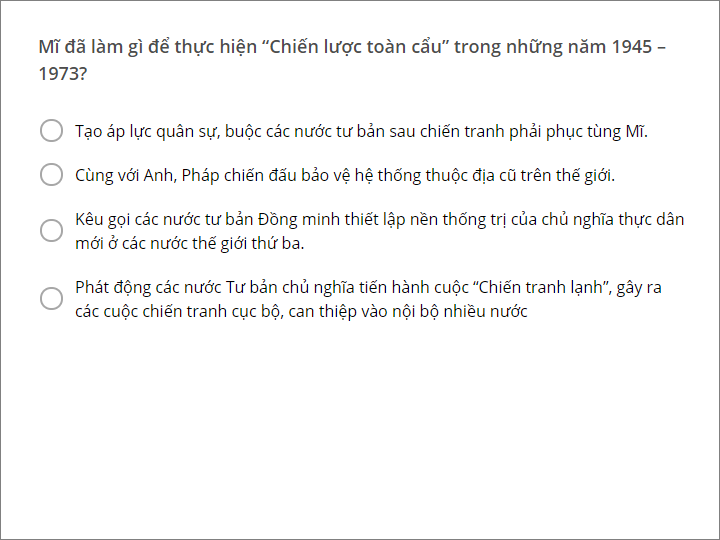 Mĩ đã làm gì để thực hiện “Chiến lược toàn cẩu” trong những năm 1945 –
1973?
Tạo áp lực quân sự, buộc các nước tư bản sau chiến tranh phải phục tùng Mĩ.
Cùng với Anh, Pháp chiến đấu bảo vệ hệ thống thuộc địa cũ trên thế giới.
Kêu gọi các nước tư bản Đồng minh thiết lập nền thống trị của chủ nghĩa thực dân
mới ở các nước thế giới thứ ba.
Phát động các nước Tư bản chủ nghĩa tiến hành cuộc “Chiến tranh lạnh”, gây ra
các cuộc chiến tranh cục bộ, can thiệp vào nội bộ nhiều nước